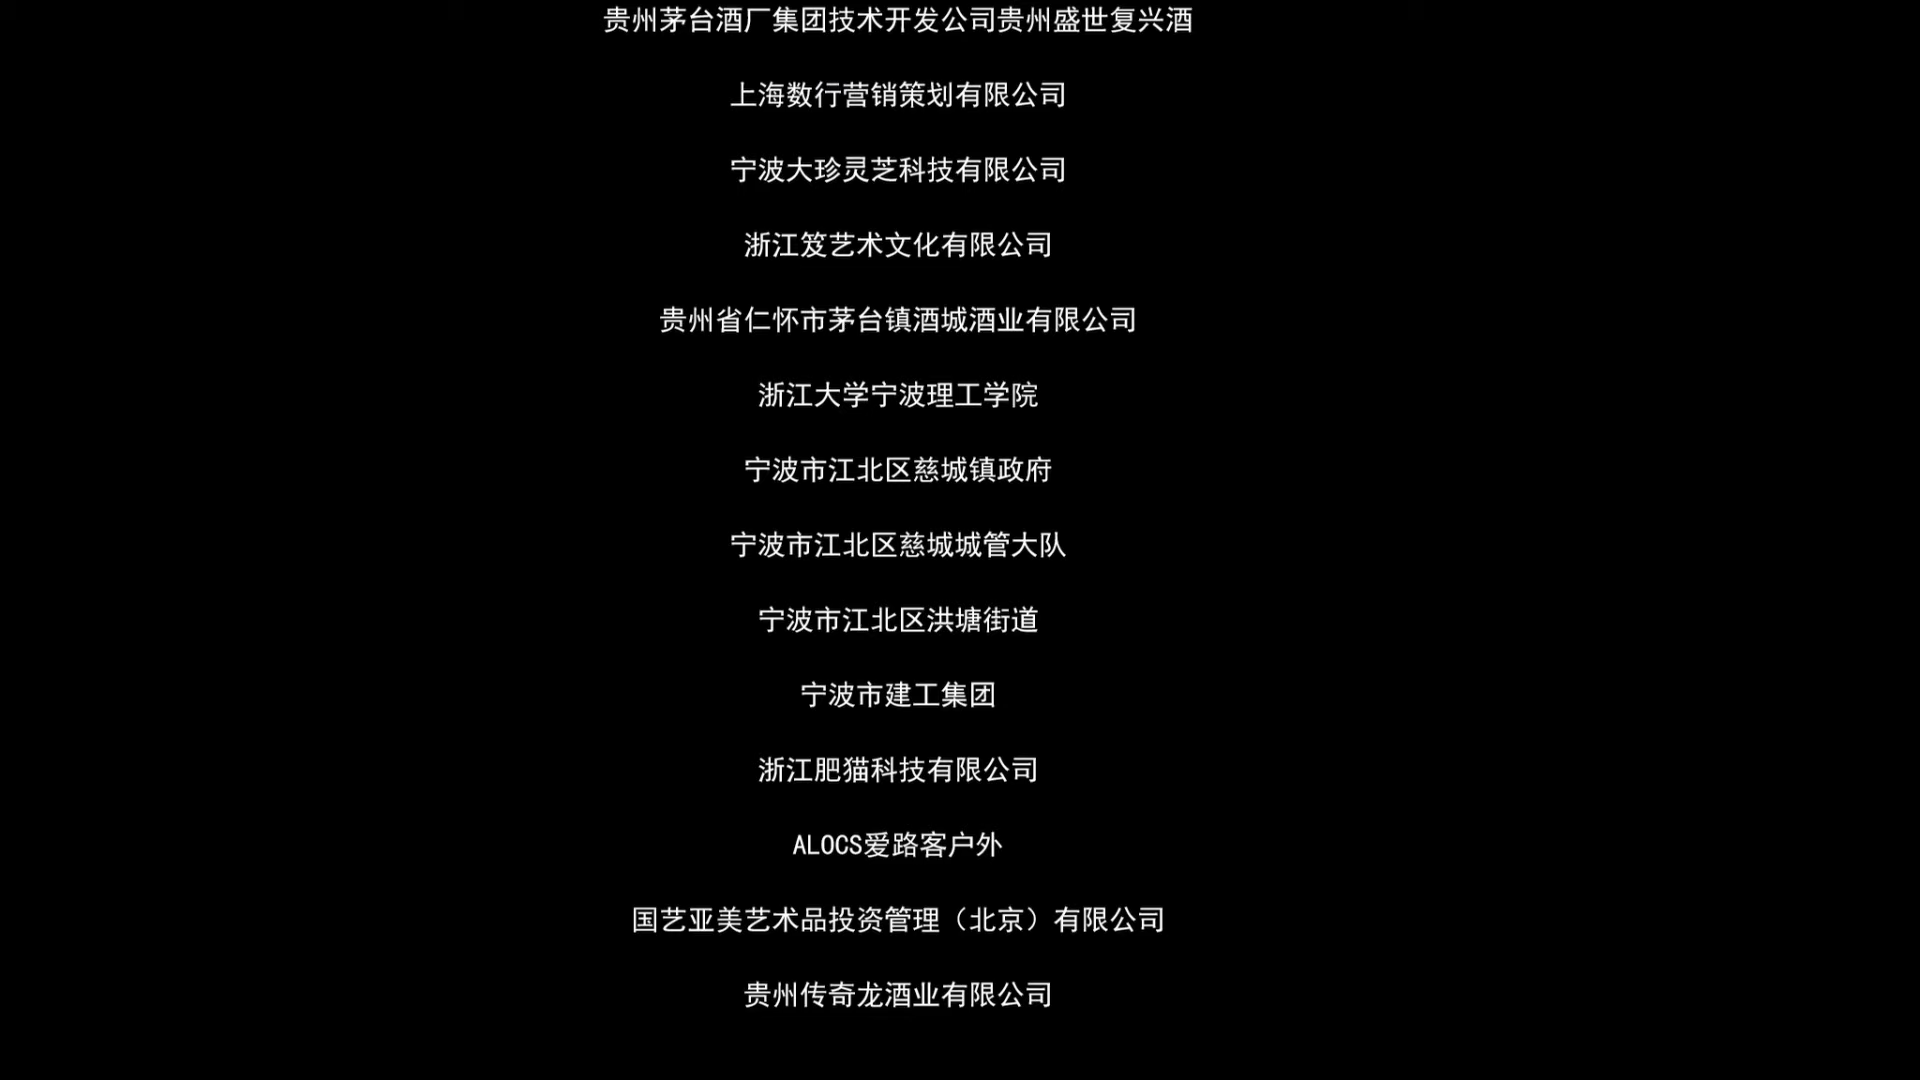 贵州茅台酒厂集团技术开发公司贵州盛世复兴酒
上海数行营销策划有限公司
宁波大珍灵芝科技有限公司
浙江笈艺术文化有限公司
贵州省仁怀市茅台镇酒城酒业有限公司
浙江大学宁波理工学院
宁波市江北区慈城镇政府
宁波市江北区慈城城管大队
宁波市江北区洪塘街道
宁波市建工集团
浙江肥猫科技有限公司
ALOCS爱路客户外
国艺亚美艺术品投资管理（北京）有限公司
贵州传奇龙酒业有限公司